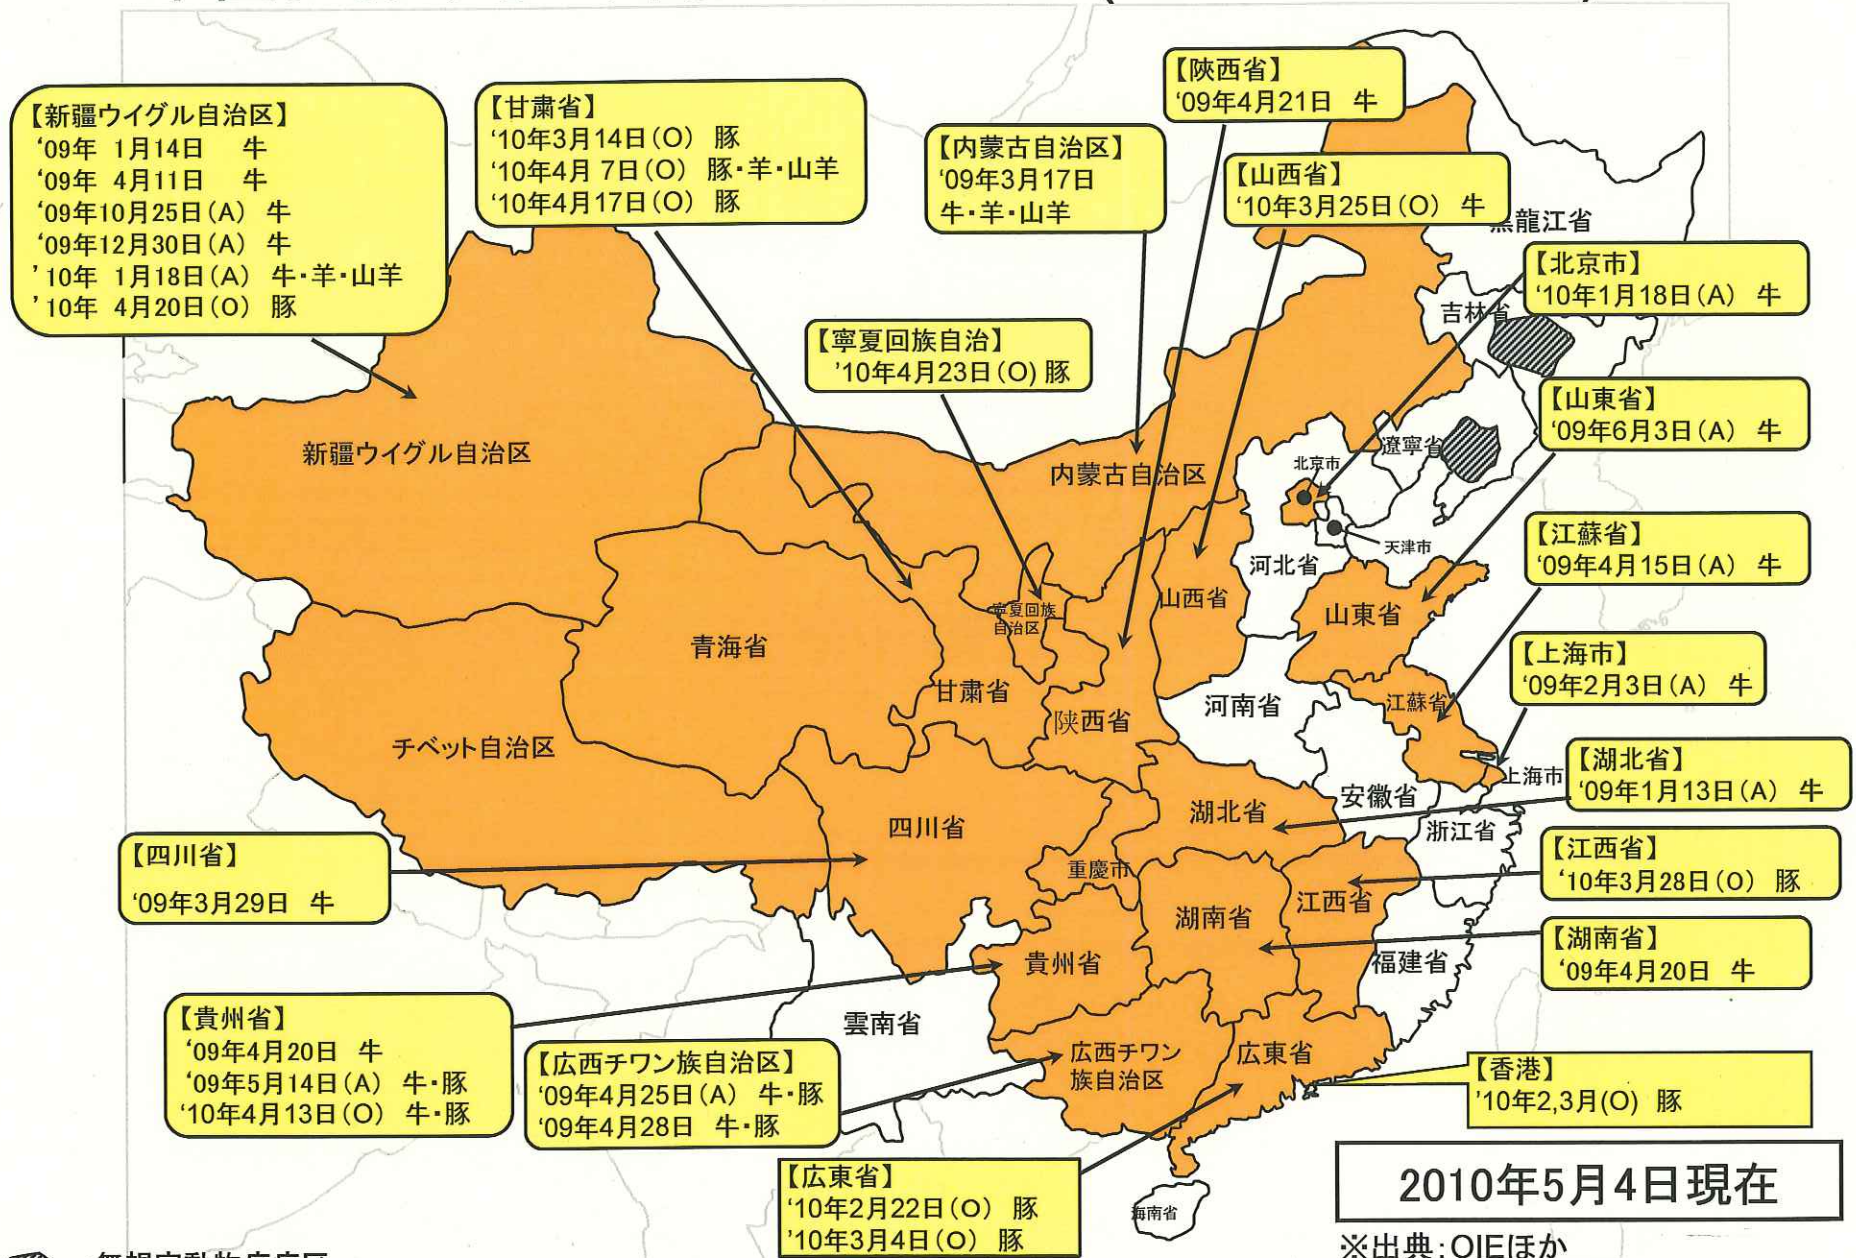 【新疆ウイグル自治区】
‘09年 1月14日 牛
‘09年 4月11日 牛
‘09年10月25日(A) 牛
‘09年12月30日(A) 牛
’10年 1月18日(A) 牛・羊・山羊
’10年 4月20日(O) 豚
【甘粛省】
‘10年3月14日(O) 豚
‘10年4月 7日(O) 豚・羊・山羊
‘10年4月17日(O) 豚
【内蒙古自治区】
‘09年3月17日
牛・羊・山羊
【陝西省】
‘09年4月21日 牛
【山西省】
‘10年3月25日(O) 牛
【寧夏回族自治】
’10年4月23日(O) 豚
【北京市】
‘10年1月18日(A) 牛
【山東省】
‘09年6月3日(A) 牛
【江蘇省】
‘09年4月15日(A) 牛
【上海市】
‘09年2月3日(A) 牛
【湖北省】
‘09年1月13日(A) 牛
【江西省】
‘10年3月28日(O) 豚
【湖南省】
‘09年4月20日 牛
【香港】
’10年2,3月(O) 豚
【四川省】
‘09年3月29日 牛
【貴州省】
‘09年4月20日 牛
‘09年5月14日(A) 牛・豚
‘10年4月13日(O) 牛・豚
【広西チワン族自治区】
‘09年4月25日(A) 牛・豚
‘09年4月28日 牛・豚
【広東省】
‘10年2月22日(O) 豚
‘10年3月4日(O) 豚
黒龍江省
吉林省
遼寧省
北京市
天津市
河北省
新疆ウイグル自治区
内蒙古自治区
寧夏回族
自治区
山西省
山東省
青海省
甘粛省
陝西省
河南省
江蘇省
チベット自治区
上海市
安徽省
湖北省
四川省
浙江省
重慶市
江西省
湖南省
貴州省
福建省
雲南省
広西チワン
族自治区
広東省
海南省
2010年5月4日現在
※出典:OIEほか